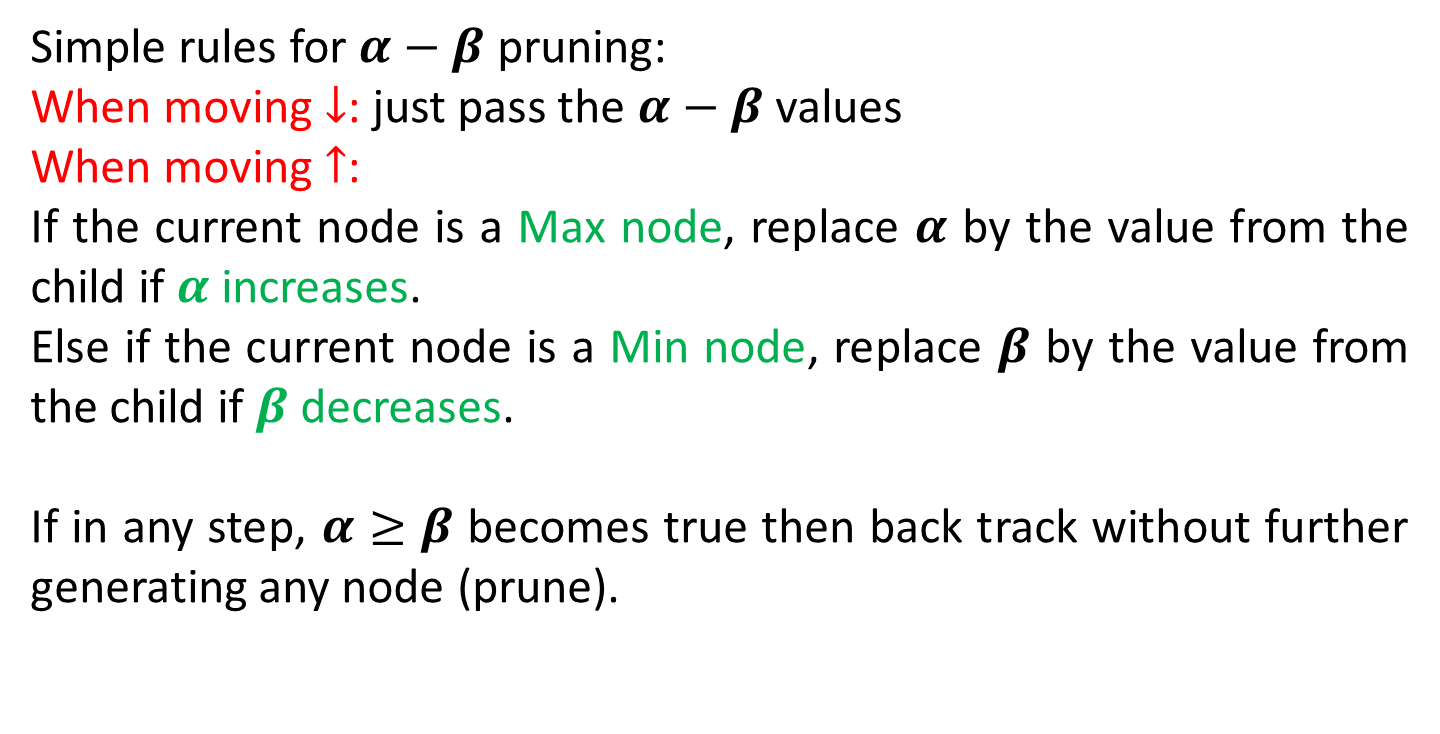 Simple rules for α − β pruning:
When moving ↓: just pass the α − β values
When moving ↑:
If the current node is a Max node, replace α by the value from the
child if α increases.
Else if the current node is a Min node, replace β by the value from
the child if β decreases.
If in any step, α ≥ β becomes true then back track without further
generating any node (prune).